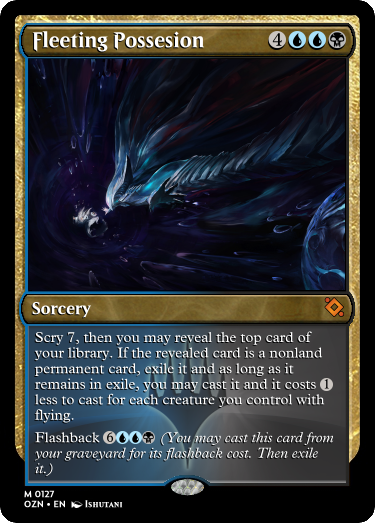 Fleeting Possesion 4
Sorcery
Scry 7, then you may reveal the top card of
your library. If the revealed card is a nonland
permanent card, exile it and as long as it
remains in exile, you may cast it and it costs 1
less to cast for each creature you control with
flying.
Flashback 6 (You may cast this card from
your graveyard for its flashback cost. Then exile
it.)
M 0127
OZN • EN Ishutani